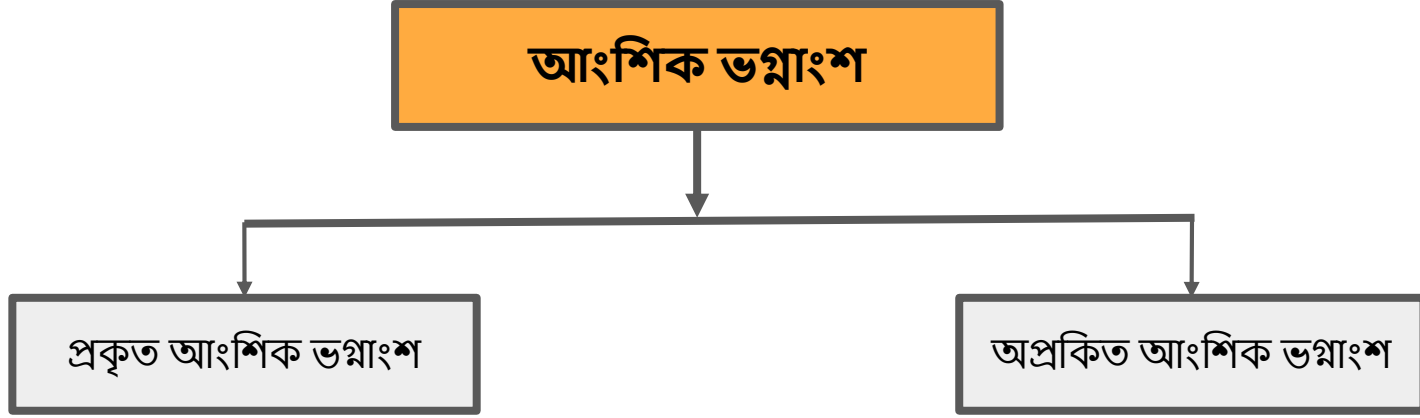 আংশিক ভগ্নাংশ
প্রকৃত আংশিক ভগ্নাংশ
অপ্রকিত আংশিক ভগ্নাংশ